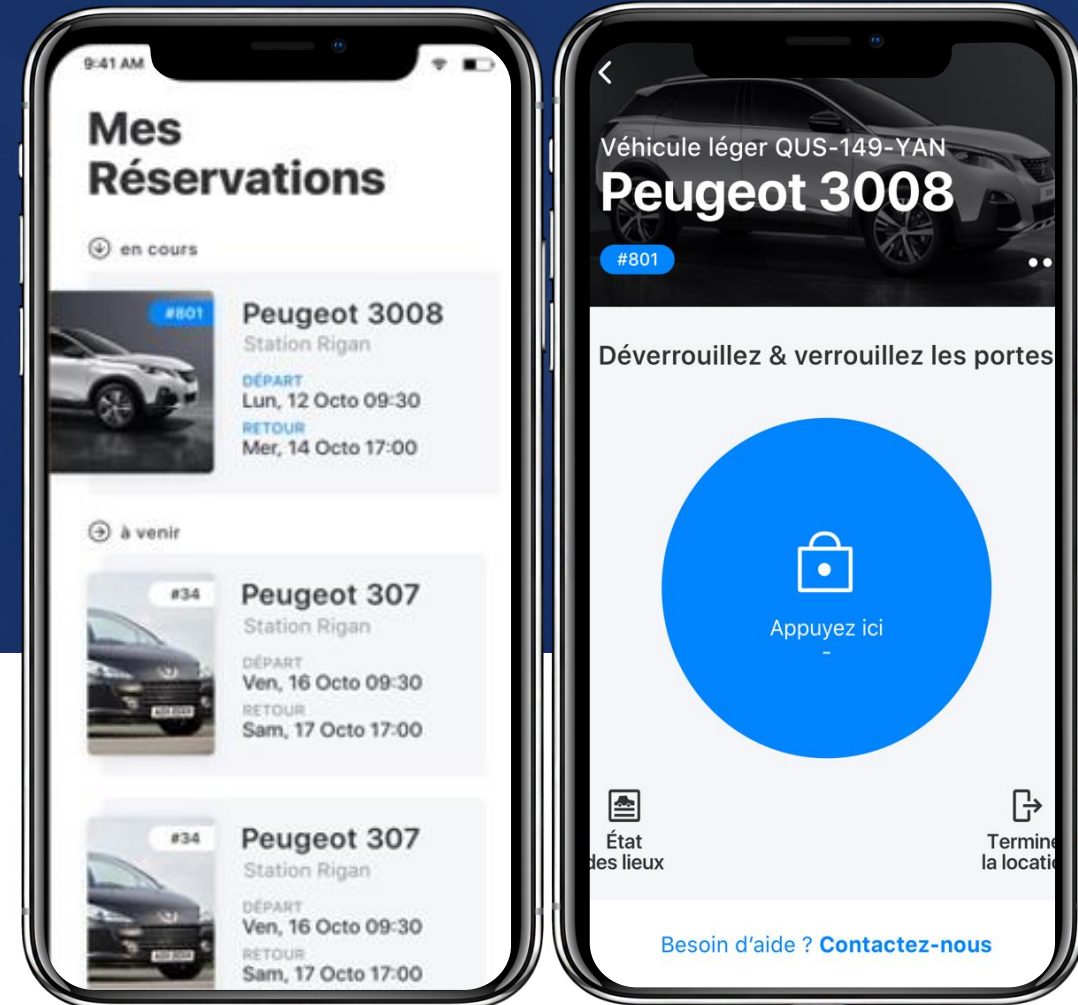 9:41 AM
Mes
Réservations
en cours
#801
Peugeot 3008
Station Rigan
DÉPART
Lun, 12 Octo 09:30
RETOUR
Mer, 14 Octo 17:00
à venir
#34
Peugeot 307
Station Rigan
DÉPART
Ven, 16 Octo 09:30
RETOUR
Sam, 17 Octo 17:00
#34
Peugeot 307
Station Rigan
DÉPART
Ven, 16 Octo 09:30
RETOUR
Sam, 17 Octo 17:00
Véhicule léger QUS-149-YAN
Peugeot 3008
#801
Déverrouillez & verrouillez les portes
Appuyez ici
-
État
des lieux
Termine
la locati
Besoin d'aide ? Contactez-nous